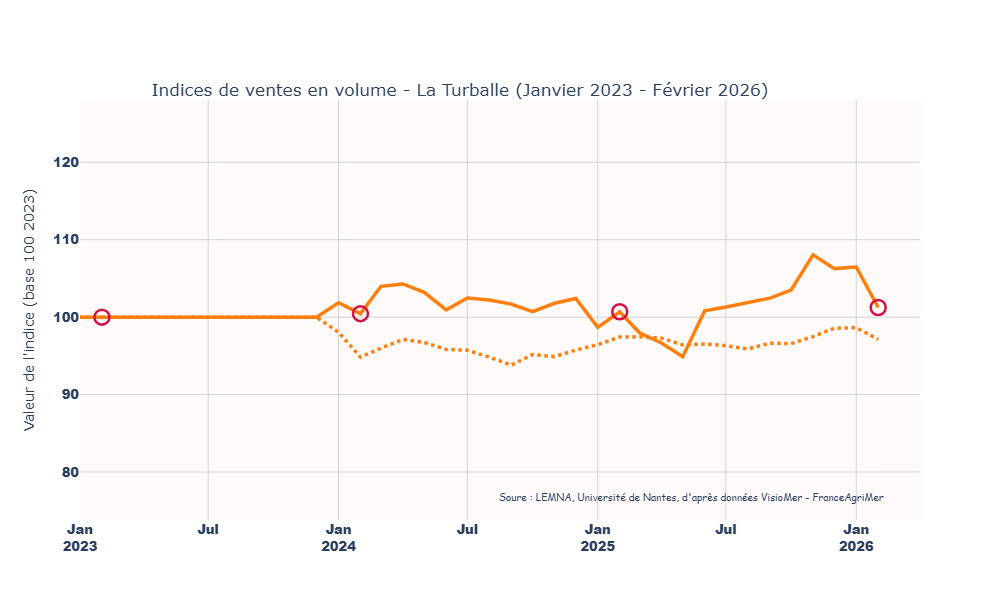 Indices de ventes en volume - La Turballe (Janvier 2023 - Février 2026)
Valeur de l'indice (base 100 2023)
120
110
100
90
80
Soure : LEMNA, Université de Nantes, d'après données VisioMer - FranceAgriMer
Jan Jul Jan Jul Jan Jul Jan
2023 2024 2025 2026